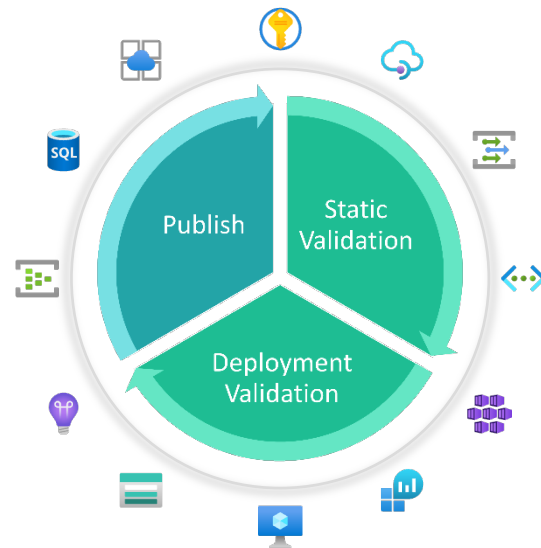 SQL
Publish
Static
Validation
Deployment
Validation